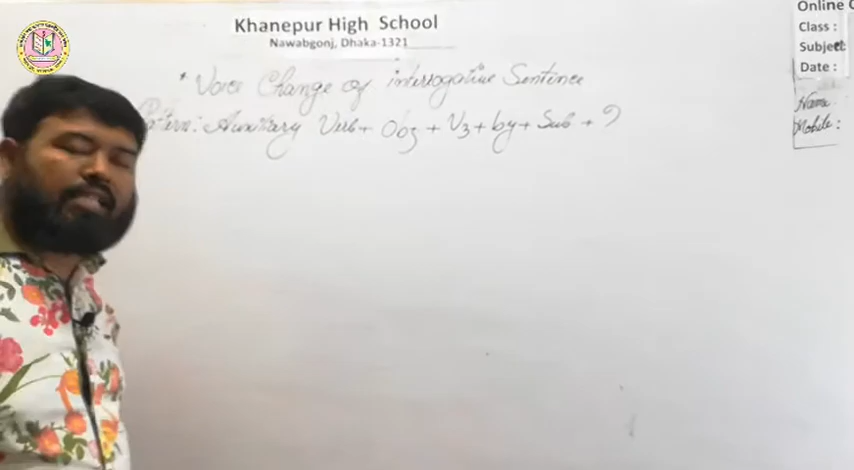 Khanepur High School
Nawabgonj, Dhaka-1321
* Voice Change of interrogative Sentence
Pattern: Auxiliary Verb + Obj + V3 + by + Sub + ?
Online
Class :
Subject:
Date :
Name
Mobile :